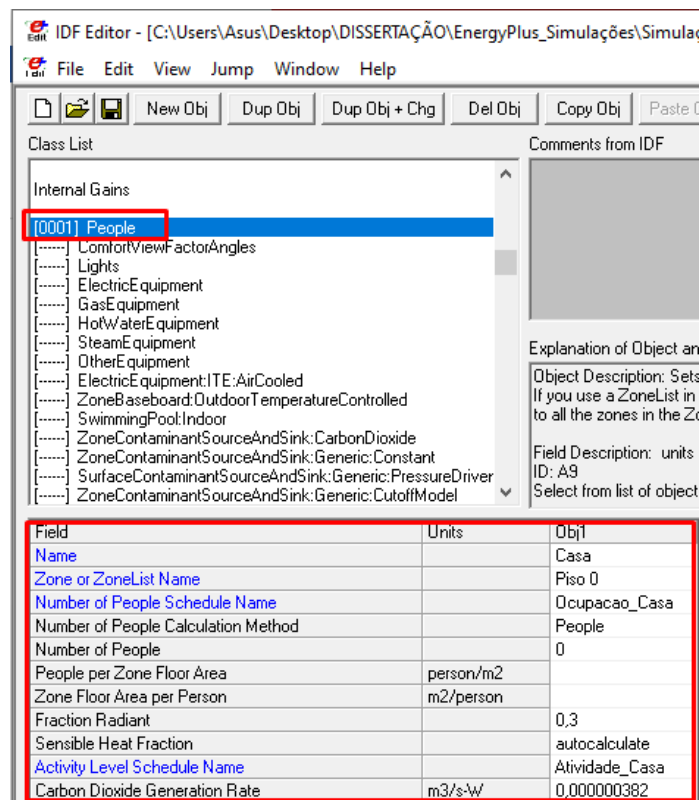 IDF Editor - [C:\Users\Asus\Desktop\DISSERTAÇÃO\EnergyPlus_Simulações\Simula
File Edit View Jump Window Help
New Obj Dup Obj Dup Obj + Chg Del Obj Copy Obj Paste
Class List
Comments from IDF
Internal Gains
[0001] People
[------] ComfortViewFactorAngles
[------] Lights
[------] ElectricEquipment
[------] GasEquipment
[------] HotWaterEquipment
[------] SteamEquipment
[------] OtherEquipment
[------] ElectricEquipment:ITE:AirCooled
[------] ZoneBaseboard:OutdoorTemperatureControlled
[------] SwimmingPool:Indoor
[------] ZoneContaminantSourceAndSink:CarbonDioxide
[------] ZoneContaminantSourceAndSink:Generic:Constant
[------] SurfaceContaminantSourceAndSink:Generic:PressureDriven
[------] ZoneContaminantSourceAndSink:Generic:CutoffModel
Explanation of Object an
Object Description: Sets
If you use a ZoneList in
to all the zones in the Zo
Field Description: units
ID: A9
Select from list of object
Field Units Obj1
Name Casa
Zone or ZoneList Name Piso 0
Number of People Schedule Name Ocupacao_Casa
Number of People Calculation Method People
Number of People 0
People per Zone Floor Area person/m2
Zone Floor Area per Person m2/person
Fraction Radiant 0,3
Sensible Heat Fraction autocalculate
Activity Level Schedule Name Atividade_Casa
Carbon Dioxide Generation Rate m3/s-W 0,000000382